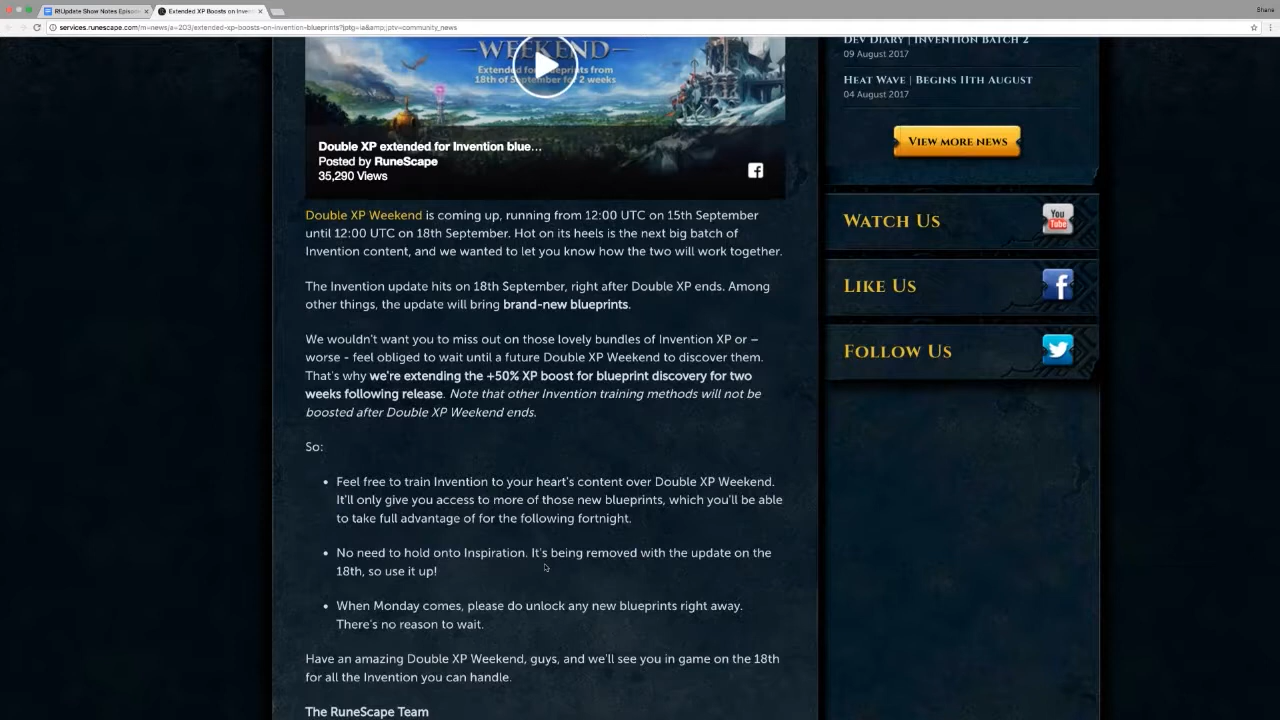 R!Update Show Notes Episod
Extended XP Boosts on Inven
Shane
services.runescape.com/m=news/a=203/extended-xp-boosts-on-invention-blueprints?jptg=ia&amp;jptv=community_news
WEEKEND
Extended for blueprints from
18th of September for 2 weeks
Double XP extended for Invention blue...
Posted by RuneScape
35,290 Views
Double XP Weekend is coming up, running from 12:00 UTC on 15th September
until 12:00 UTC on 18th September. Hot on its heels is the next big batch of
Invention content, and we wanted to let you know how the two will work together.
The Invention update hits on 18th September, right after Double XP ends. Among
other things, the update will bring brand-new blueprints.
We wouldn't want you to miss out on those lovely bundles of Invention XP or –
worse - feel obliged to wait until a future Double XP Weekend to discover them.
That's why we're extending the +50% XP boost for blueprint discovery for two
weeks following release. Note that other Invention training methods will not be
boosted after Double XP Weekend ends.
So:
• Feel free to train Invention to your heart's content over Double XP Weekend.
It'll only give you access to more of those new blueprints, which you'll be able
to take full advantage of for the following fortnight.
• No need to hold onto Inspiration. It's being removed with the update on the
18th, so use it up!
• When Monday comes, please do unlock any new blueprints right away.
There's no reason to wait.
Have an amazing Double XP Weekend, guys, and we'll see you in game on the 18th
for all the Invention you can handle.
The RuneScape Team
Dev Diary | Invention Batch 2
09 August 2017
Heat Wave | Begins 11th August
04 August 2017
View More News
Watch Us
You
Tube
Like Us
Follow Us